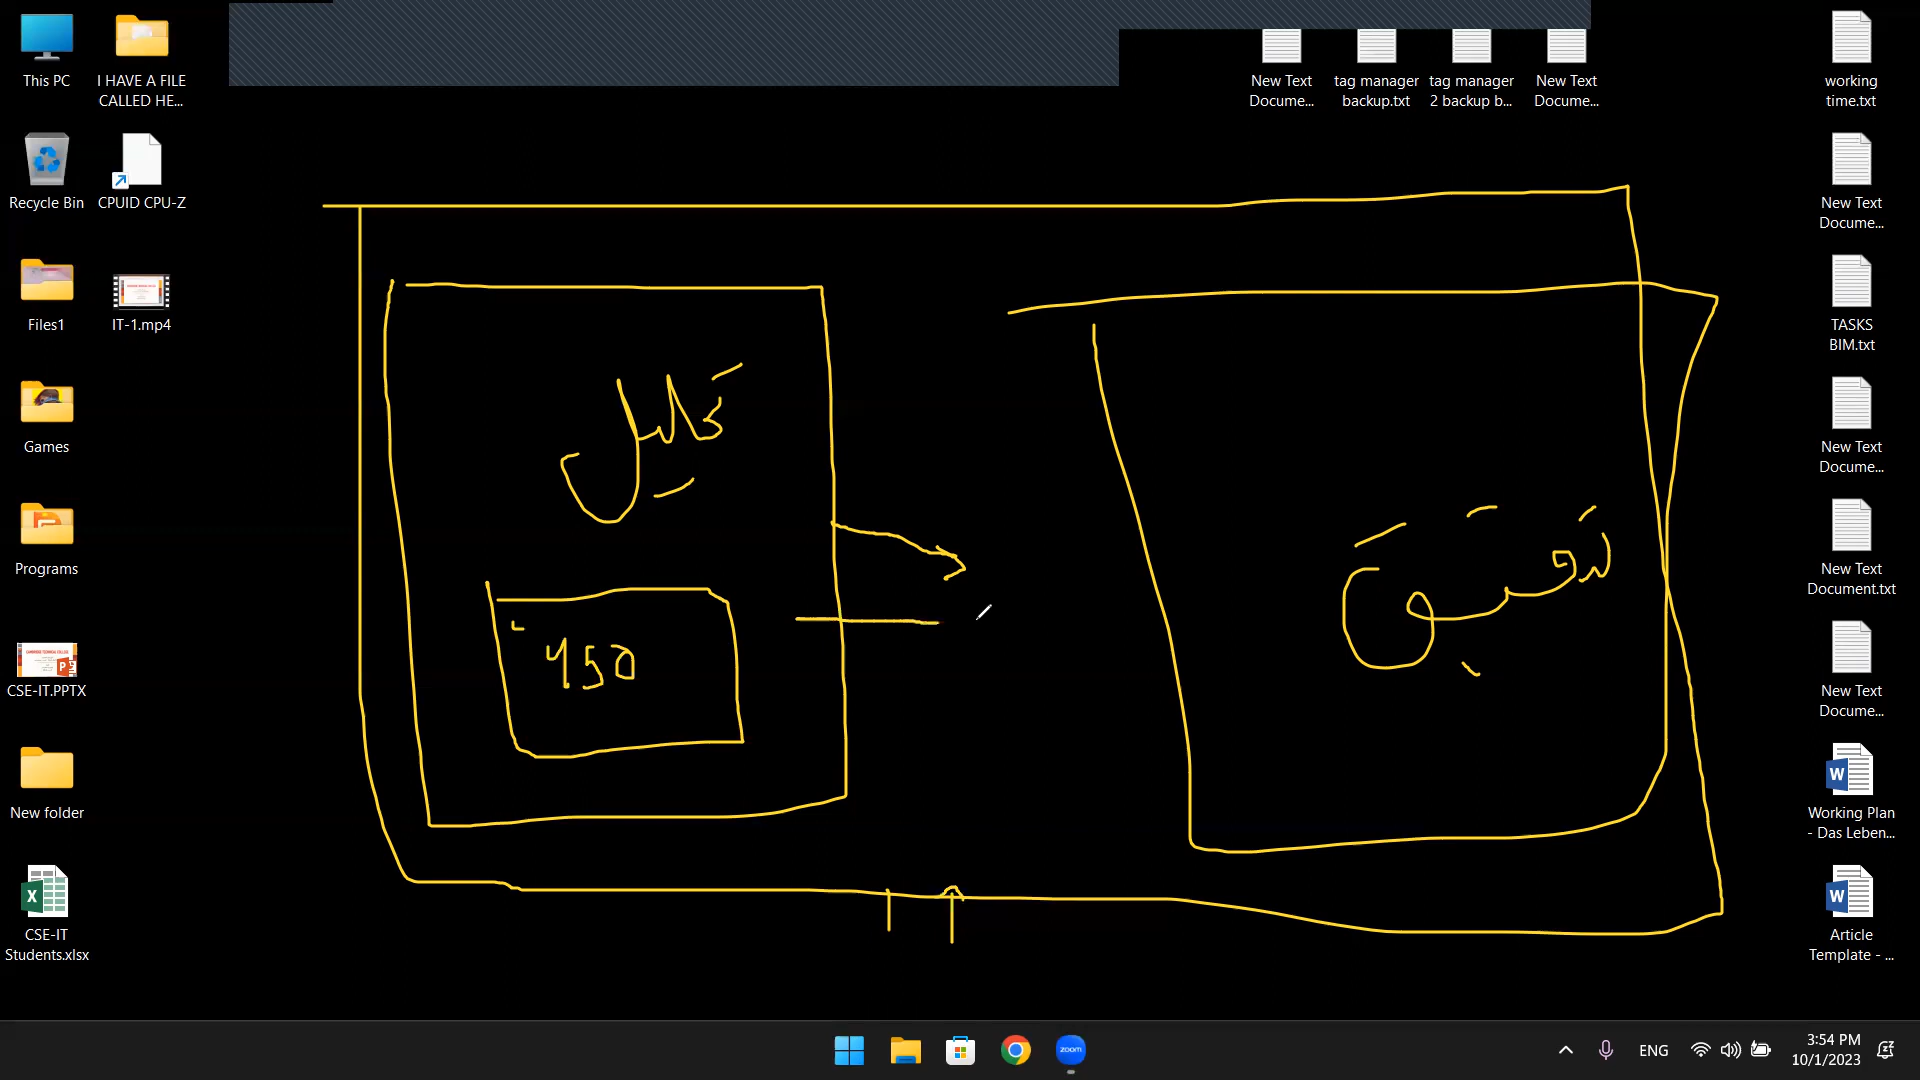 This PC
I HAVE A FILE
CALLED HE...
Recycle Bin
CPUID CPU-Z
Files1
IT-1.mp4
Games
Programs
CSE-IT.PPTX
New folder
CSE-IT
Students.xlsx
New Text
Docume...
tag manager
backup.txt
tag manager
2 backup b...
New Text
Docume...
working
time.txt
New Text
Docume...
TASKS
BIM.txt
New Text
Docume...
New Text
Document.txt
New Text
Docume...
Working Plan
- Das Leben...
Article
Template - ...
تحليل
تسويق
450
zoom
ENG
3:54 PM
10/1/2023